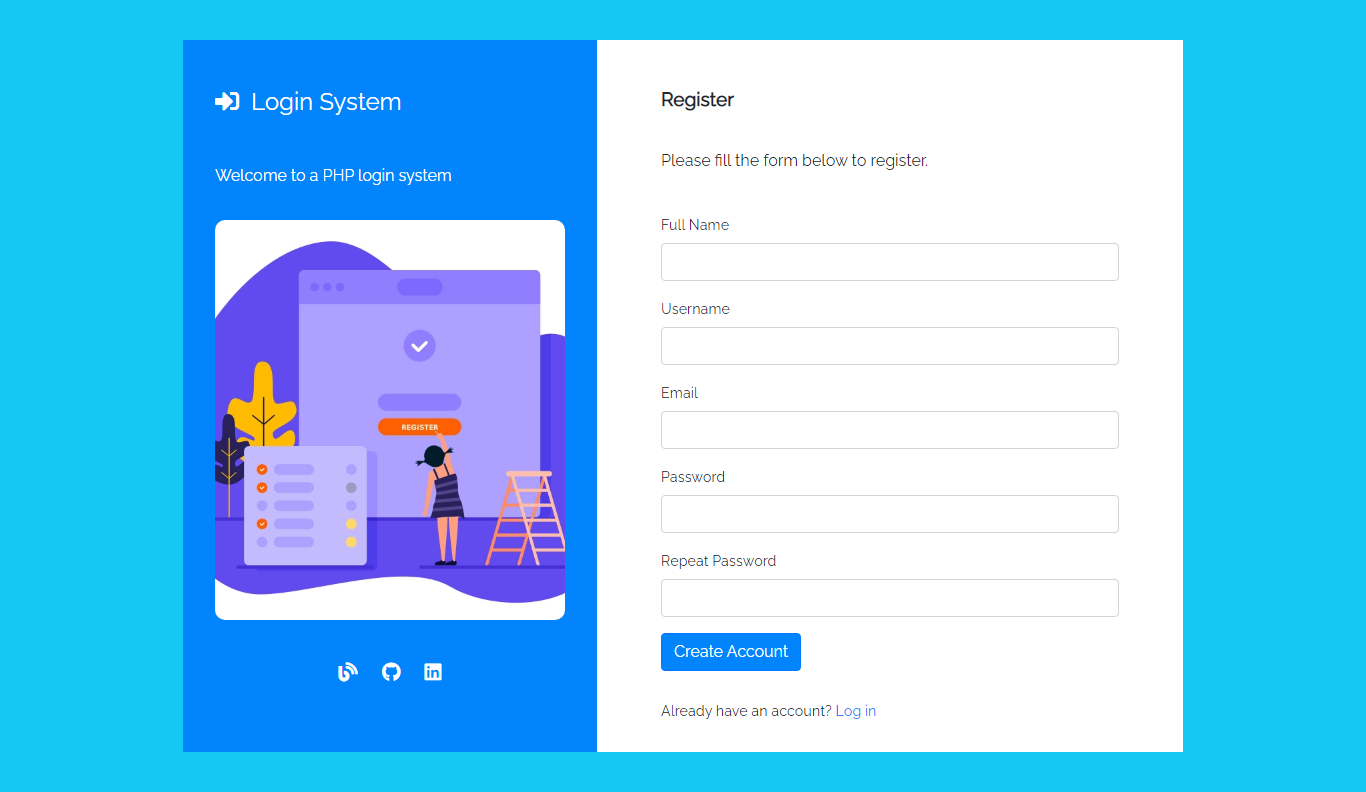 Login System
Welcome to a PHP login system
REGISTER
Register
Please fill the form below to register.
Full Name
Username
Email
Password
Repeat Password
Create Account
Already have an account? Log in